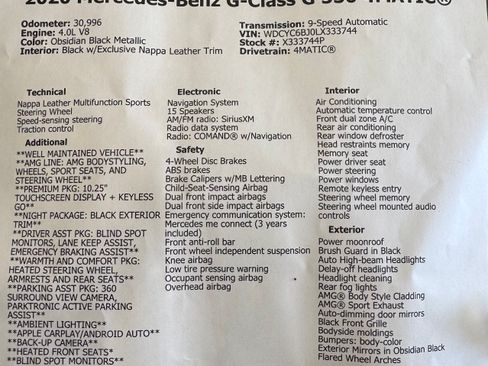 2020 Mercedes-Benz G-Class G 550 4MATIC®
Odometer: 30,996
Engine: 4.0L V8
Color: Obsidian Black Metallic
Interior: Black w/Exclusive Nappa Leather Trim
Transmission: 9-Speed Automatic
VIN: WDCYC6BJ0LX333744
Stock #: X333744P
Drivetrain: 4MATIC®
Technical
Nappa Leather Multifunction Sports
Steering Wheel
Speed-sensing steering
Traction control
Additional
**WELL MAINTAINED VEHICLE**
**AMG LINE: AMG BODYSTYLING,
WHEELS, SPORT SEATS, AND
STEERING WHEEL**
**PREMIUM PKG: 10.25"
TOUCHSCREEN DISPLAY + KEYLESS
GO**
**NIGHT PACKAGE: BLACK EXTERIOR
TRIM**
**DRIVER ASST PKG: BLIND SPOT
MONITORS, LANE KEEP ASSIST,
EMERGENCY BRAKING ASSIST**
**WARMTH AND COMFORT PKG:
HEATED STEERING WHEEL,
ARMRESTS AND REAR SEATS**
**PARKING ASST PKG: 360
SURROUND VIEW CAMERA,
PARKTRONIC ACTIVE PARKING
ASSIST**
**AMBIENT LIGHTING**
**APPLE CARPLAY/ANDROID AUTO**
**BACK-UP CAMERA**
**HEATED FRONT SEATS*
**BLIND SPOT MONITORS**
Electronic
Navigation System
15 Speakers
AM/FM radio: SiriusXM
Radio data system
Radio: COMAND® w/Navigation
Safety
4-Wheel Disc Brakes
ABS brakes
Brake Calipers w/MB Lettering
Child-Seat-Sensing Airbag
Dual front impact airbags
Dual front side impact airbags
Emergency communication system:
Mercedes me connect (3 years
included)
Front anti-roll bar
Front wheel independent suspension
Knee airbag
Low tire pressure warning
Occupant sensing airbag
Overhead airbag
Interior
Air Conditioning
Automatic temperature control
Front dual zone A/C
Rear air conditioning
Rear window defroster
Head restraints memory
Memory seat
Power driver seat
Power steering
Power windows
Remote keyless entry
Steering wheel memory
Steering wheel mounted audio
controls
Exterior
Power moonroof
Brush Guard in Black
Auto High-beam Headlights
Delay-off headlights
Headlight cleaning
Rear fog lights
AMG® Body Style Cladding
AMG® Sport Exhaust
Auto-dimming door mirrors
Black Front Grille
Bodyside moldings
Bumpers: body-color
Exterior Mirrors in Obsidian Black
Flared Wheel Arches